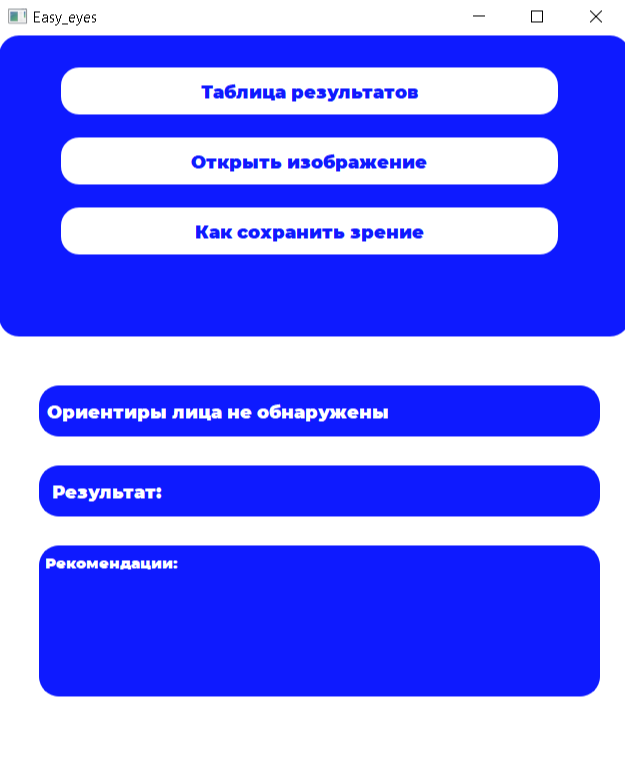 Easy_eyes
Таблица результатов
Открыть изображение
Как сохранить зрение
Ориентиры лица не обнаружены
Результат:
Рекомендации: